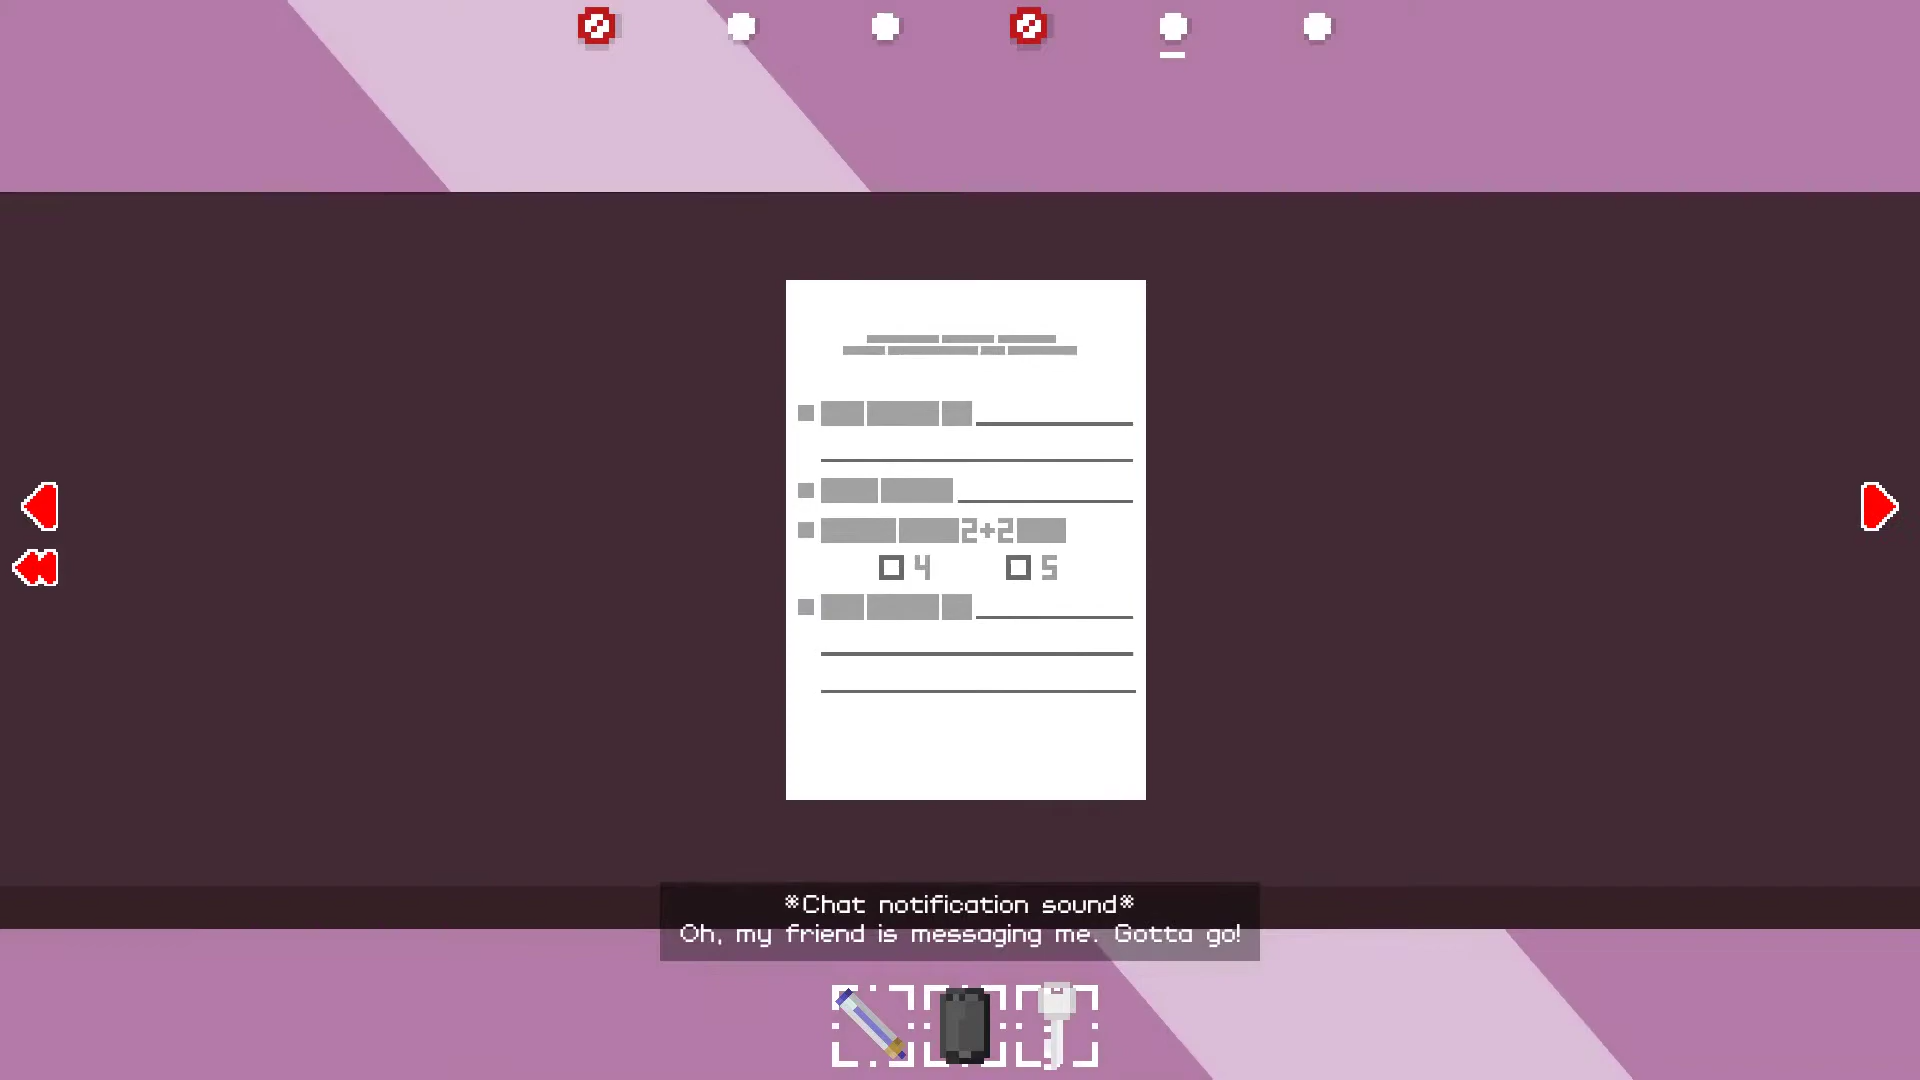 2+2
4 5
*Chat notification sound*
Oh, my friend is messaging me. Gotta go!